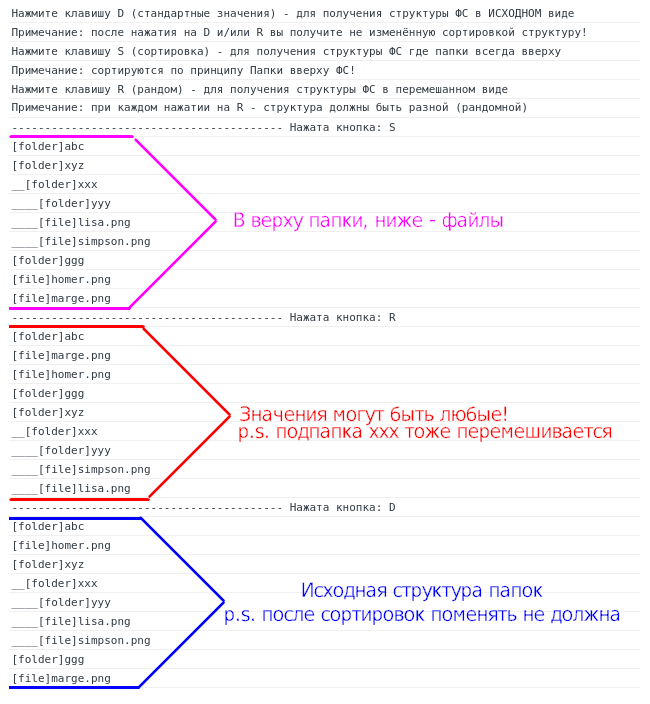 Нажмите клавишу D (стандартные значения) - для получения структуры ФС в ИСХОДНОМ виде
Примечание: после нажатия на D и/или R вы получите не изменённую сортировкой структуру!
Нажмите клавишу S (сортировка) - для получения структуры ФС где папки всегда вверху
Примечание: сортируются по принципу Папки вверху ФС!
Нажмите клавишу R (рандом) - для получения структуры ФС в перемешанном виде
Примечание: при каждом нажатии на R - структура должны быть разной (рандомной)
----------------------------------------- Нажата кнопка: S
[folder]abc
[folder]xyz
__[folder]xxx
____[folder]yyy
____[file]lisa.png
____[file]simpson.png
[folder]ggg
[file]homer.png
[file]marge.png
В верху папки, ниже - файлы
----------------------------------------- Нажата кнопка: R
[folder]abc
[file]marge.png
[file]homer.png
[folder]ggg
[folder]xyz
__[folder]xxx
____[folder]yyy
____[file]simpson.png
____[file]lisa.png
Значения могут быть любые!
p.s. подпапка xxx тоже перемешивается
----------------------------------------- Нажата кнопка: D
[folder]abc
[file]homer.png
[folder]xyz
__[folder]xxx
____[folder]yyy
____[file]lisa.png
____[file]simpson.png
[folder]ggg
[file]marge.png
Исходная структура папок
p.s. после сортировок поменять не должна